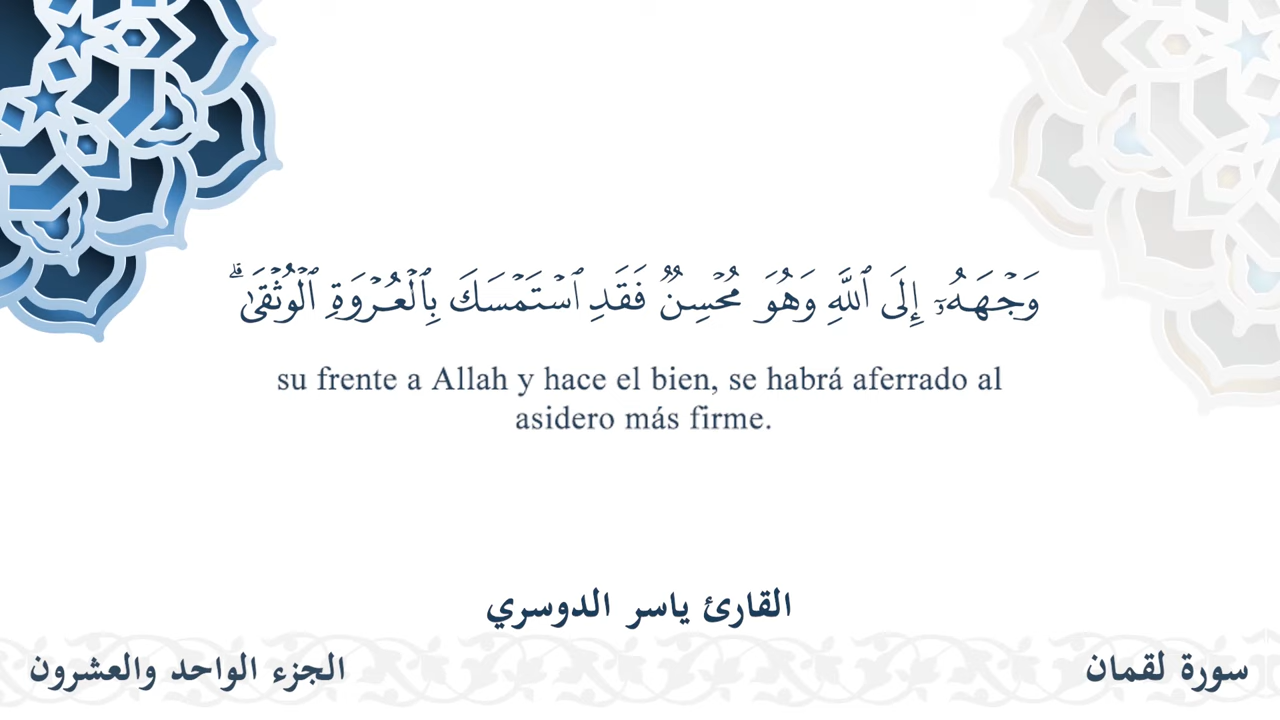 وَجْهَهُۥٓ إِلَى ٱللَّهِ وَهُوَ مُحْسِنٌ فَقَدِ ٱسْتَمْسَكَ بِٱلْعُرْوَةِ ٱلْوُثْقَىٰ ۗ
su frente a Allah y hace el bien, se habrá aferrado al
asidero más firme.
القارئ ياسر الدوسري
سورة لقمان
الجزء الواحد والعشرون